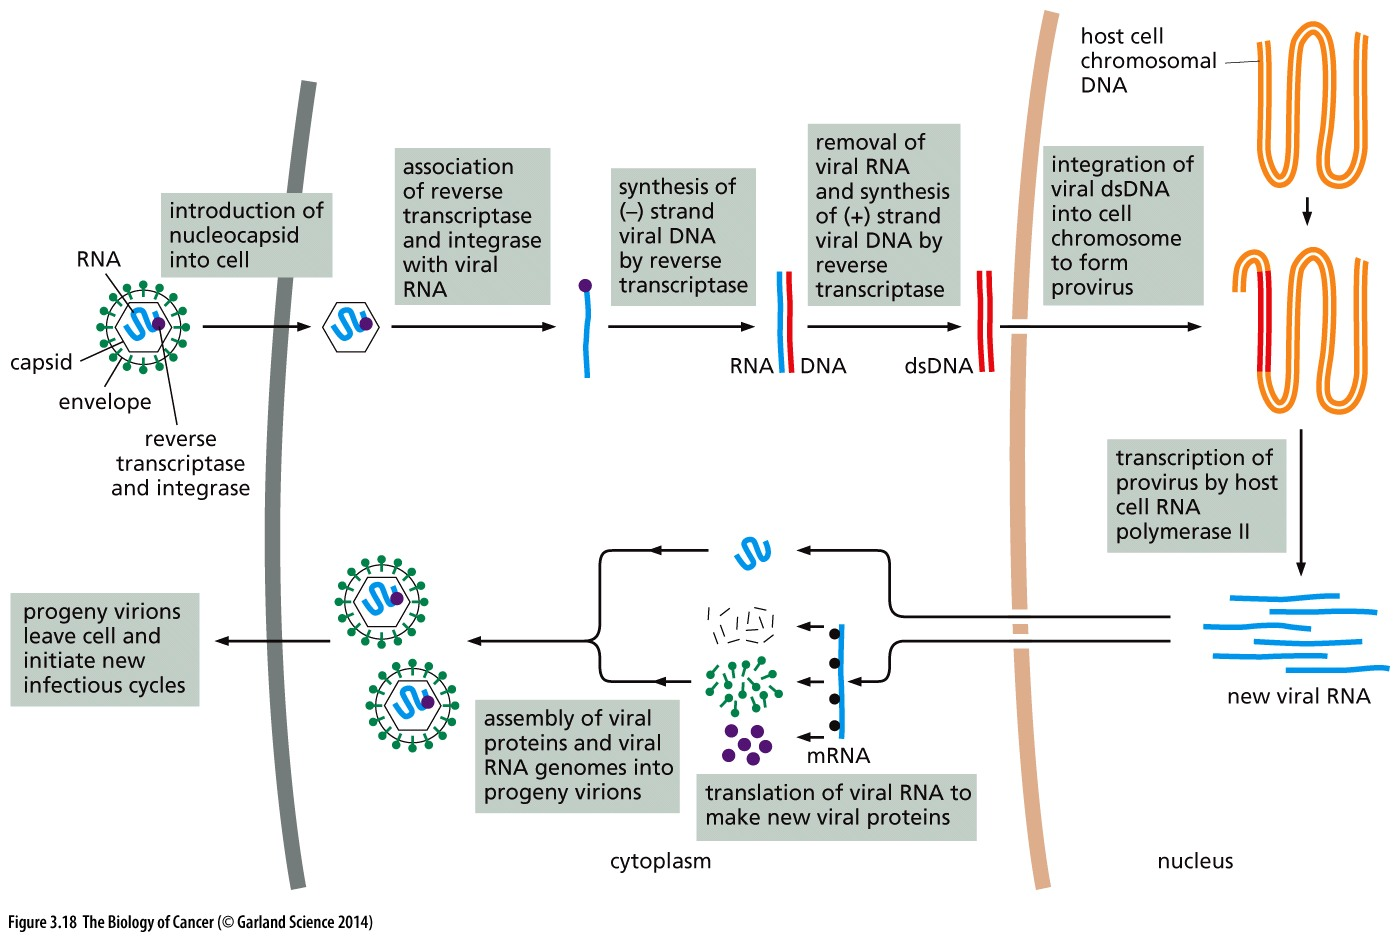 host cell
chromosomal
DNA
introduction of
nucleocapsid
into cell
association
of reverse
transcriptase
and integrase
with viral
RNA
synthesis of
(–) strand
viral DNA
by reverse
transcriptase
removal of
viral RNA
and synthesis
of (+) strand
viral DNA by
reverse
transcriptase
integration of
viral dsDNA
into cell
chromosome
to form
provirus
RNA
capsid
envelope
reverse
transcriptase
and integrase
RNA DNA
dsDNA
transcription of
provirus by host
cell RNA
polymerase II
new viral RNA
mRNA
translation of viral RNA to
make new viral proteins
assembly of viral
proteins and viral
RNA genomes into
progeny virions
progeny virions
leave cell and
initiate new
infectious cycles
cytoplasm
nucleus
Figure 3.18 The Biology of Cancer (© Garland Science 2014)